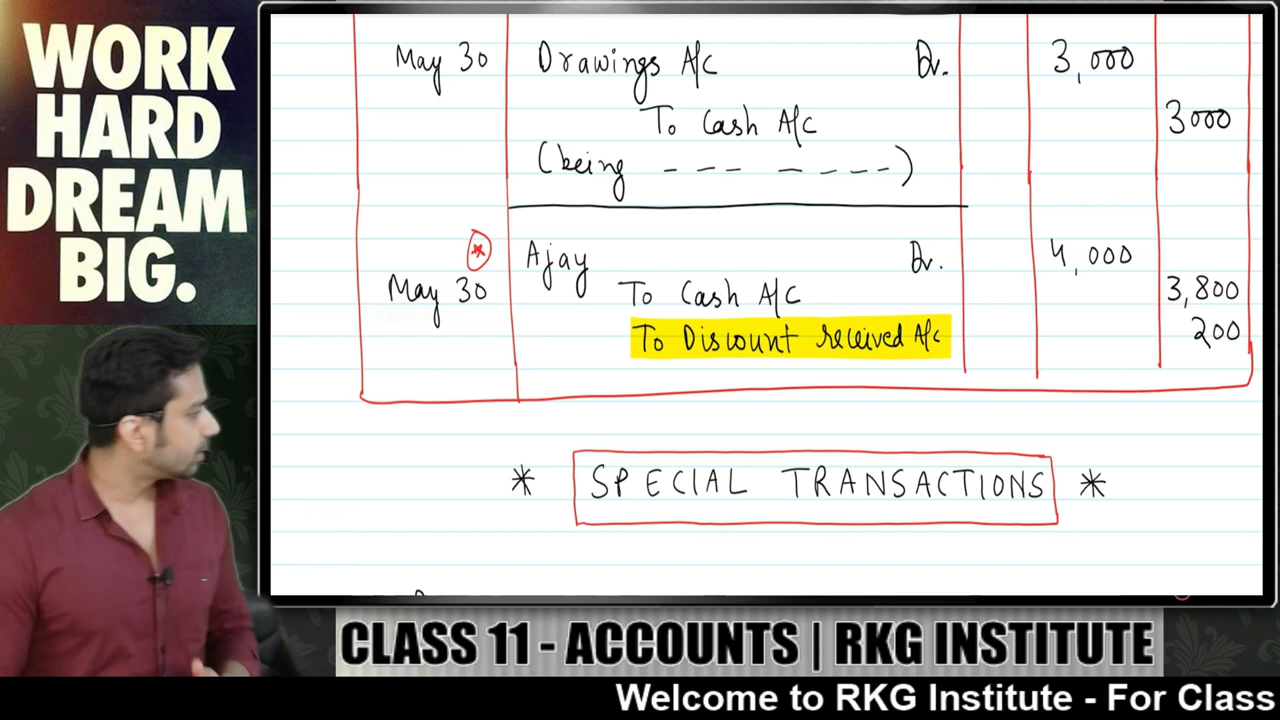 WORK
HARD
DREAM
BIG.
May 30 Drawings A/c Dr. 3,000
To Cash A/c 3000
(being --- -----)
* Ajay Dr. 4,000
May 30 To Cash A/c 3,800
To Discount received A/c 200
* SPECIAL TRANSACTIONS *
CLASS 11 - ACCOUNTS | RKG INSTITUTE
Welcome to RKG Institute - For Class